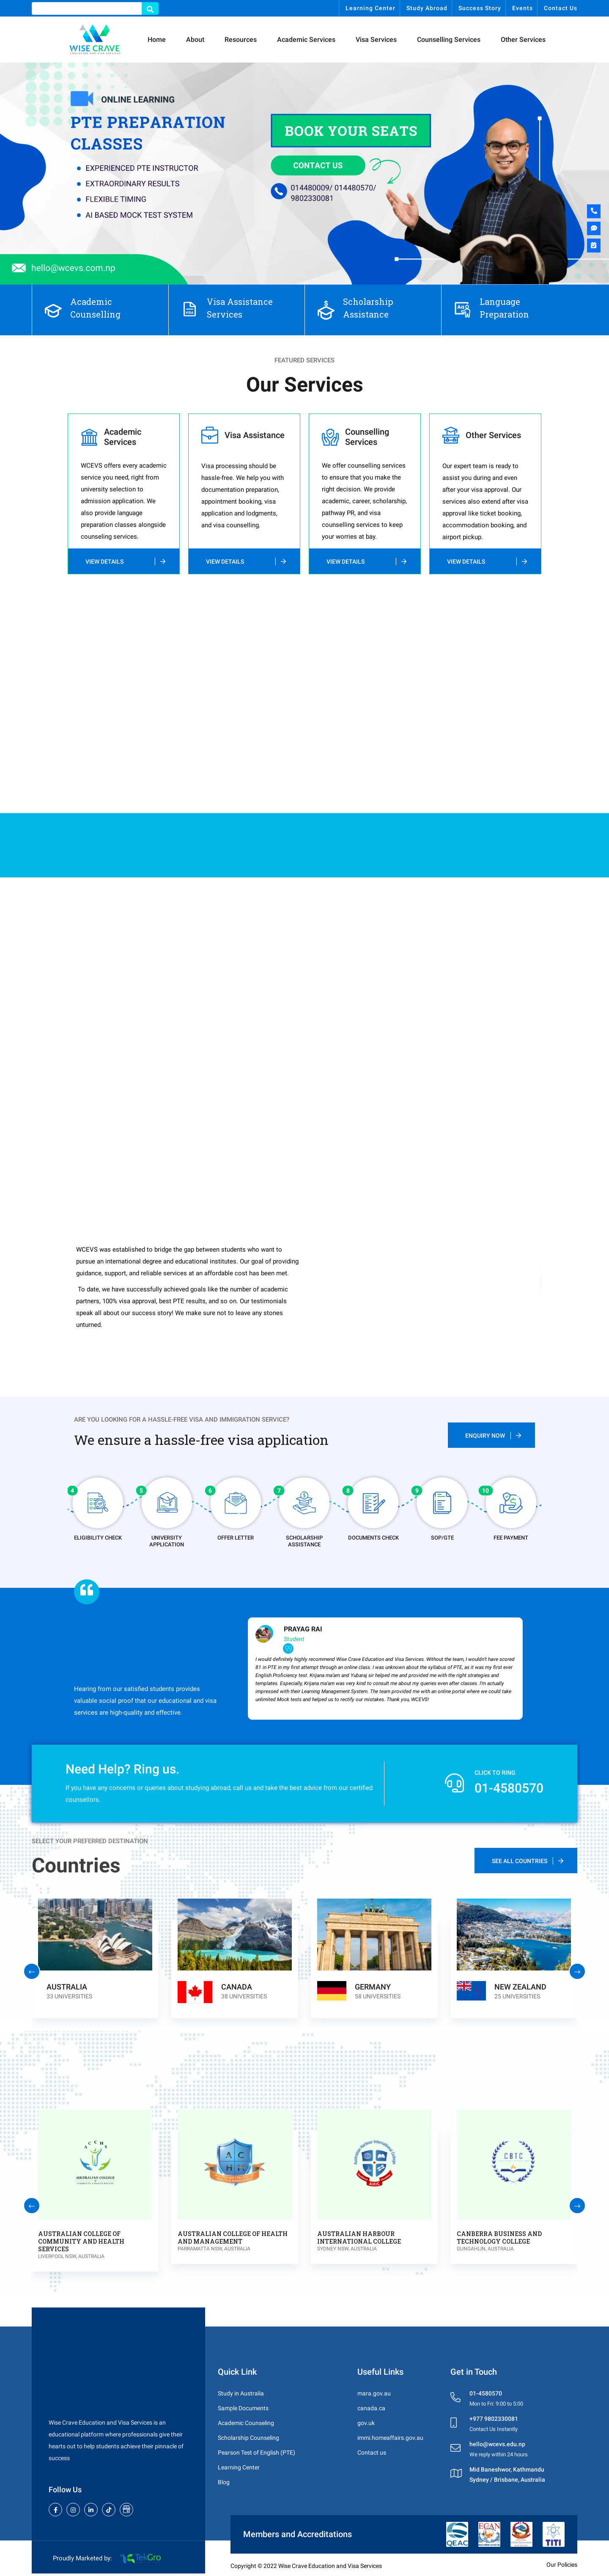 Learning Center
Study Abroad
Success Story
Events
Contact Us
WISE CRAVE
Home
About
Resources
Academic Services
Visa Services
Counselling Services
Other Services
ONLINE LEARNING
PTE PREPARATION
CLASSES
EXPERIENCED PTE INSTRUCTOR
EXTRAORDINARY RESULTS
FLEXIBLE TIMING
AI BASED MOCK TEST SYSTEM
BOOK YOUR SEATS
CONTACT US
014480009/ 014480570/
9802330081
hello@wcevs.com.np
Academic
Counselling
Visa Assistance
Services
Scholarship
Assistance
Language
Preparation
FEATURED SERVICES
Our Services
Academic
Services
WCEVS offers every academic
service you need, right from
university selection to
admission application. We
also provide language
preparation classes alongside
counseling services.
VIEW DETAILS
Visa Assistance
Visa processing should be
hassle-free. We help you with
documentation preparation,
appointment booking, visa
application and lodgments,
and visa counselling.
VIEW DETAILS
Counselling
Services
We offer counselling services
to ensure that you make the
right decision. We provide
academic, career, scholarship,
pathway PR, and visa
counselling services to keep
your worries at bay.
VIEW DETAILS
Other Services
Our expert team is ready to
assist you during and even
after your visa approval. Our
services also extend after visa
approval like ticket booking,
accommodation booking, and
airport pickup.
VIEW DETAILS
WCEVS was established to bridge the gap between students who want to
pursue an international degree and educational institutes. Our goal of providing
guidance, support, and reliable services at an affordable cost has been met.
To date, we have successfully achieved goals like the number of academic
partners, 100% visa approval, best PTE results, and so on. Our testimonials
speak all about our success story! We make sure not to leave any stones
unturned.
ARE YOU LOOKING FOR A HASSLE-FREE VISA AND IMMIGRATION SERVICE?
We ensure a hassle-free visa application
ENQUIRY NOW
4
ELIGIBILITY CHECK
5
UNIVERSITY
APPLICATION
6
OFFER LETTER
7
SCHOLARSHIP
ASSISTANCE
8
DOCUMENTS CHECK
9
SOP/GTE
10
FEE PAYMENT
Hearing from our satisfied students provides
valuable social proof that our educational and visa
services are high-quality and effective.
PRAYAG RAI
Student
I would definitely highly recommend Wise Crave Education and Visa Services. Without the team, I wouldn't have scored
81 in PTE in my first attempt through an online class. I was unknown about the syllabus of PTE, as it was my first ever
English Proficiency test. Krijana ma'am and Yubaraj sir helped me and provided me with the right strategies and
templates. Especially, Krijana ma'am was very kind to consult me about my queries even after classes. I'm actually
impressed with their Learning Management System. The team provided me with an online portal where we could take
unlimited Mock tests and helped us to rectify our mistakes. Thank you, WCEVS!
Need Help? Ring us.
If you have any concerns or queries about studying abroad, call us and take the best advice from our certified
counsellors.
CLICK TO RING
01-4580570
SELECT YOUR PREFERRED DESTINATION
Countries
SEE ALL COUNTRIES
AUSTRALIA
33 UNIVERSITIES
CANADA
38 UNIVERSITIES
GERMANY
58 UNIVERSITIES
NEW ZEALAND
25 UNIVERSITIES
AUSTRALIAN COLLEGE OF
COMMUNITY AND HEALTH
SERVICES
LIVERPOOL NSW, AUSTRALIA
AUSTRALIAN COLLEGE OF HEALTH
AND MANAGEMENT
PARRAMATTA NSW, AUSTRALIA
AUSTRALIAN HARBOUR
INTERNATIONAL COLLEGE
SYDNEY NSW, AUSTRALIA
CBTC
CANBERRA BUSINESS AND
TECHNOLOGY COLLEGE
GUNGAHLIN, AUSTRALIA
Wise Crave Education and Visa Services is an
educational platform where professionals give their
hearts out to help students achieve their pinnacle of
success
Follow Us
Proudly Marketed by:
TekGro
Quick Link
Study in Australia
Sample Documents
Academic Counseling
Scholarship Counseling
Pearson Test of English (PTE)
Learning Center
Blog
Useful Links
mara.gov.au
canada.ca
gov.uk
immi.homeaffairs.gov.au
Contact us
Get in Touch
01-4580570
Mon to Fri: 9:00 to 5:00
+977 9802330081
Contact Us Instantly
hello@wcevs.edu.np
We reply within 24 hours
Mid Baneshwor, Kathmandu
Sydney / Brisbane, Australia
Members and Accreditations
QEAC
ECAN
TITI
Copyright © 2022 Wise Crave Education and Visa Services
Our Policies